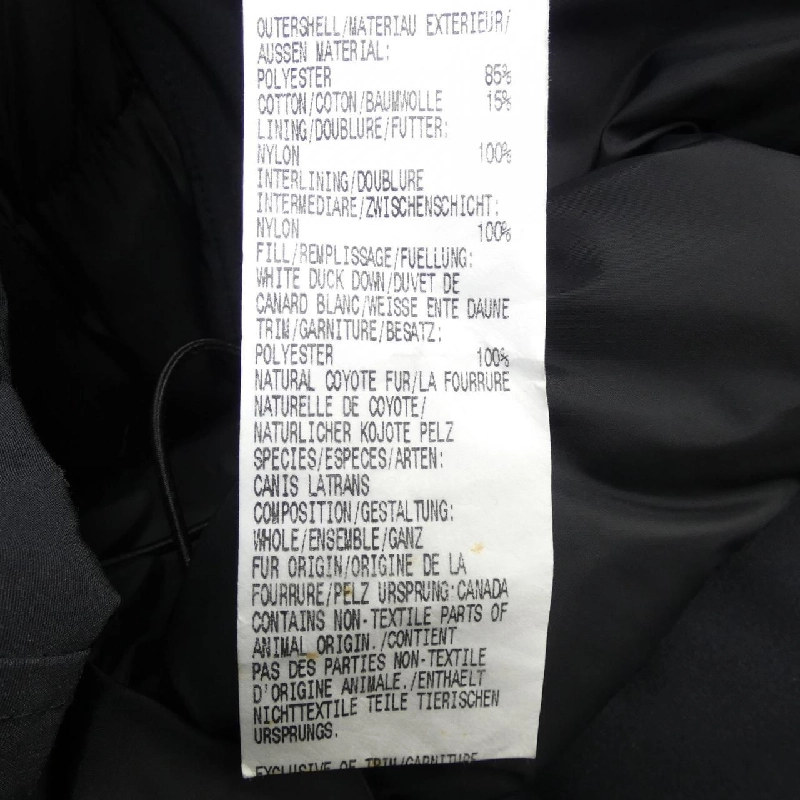 OUTERSHELL/MATERIAU EXTERIEUR/
AUSSEN MATERIAL:
POLYESTER 85%
COTTON/COTON/BAUMWOLLE 15%
LINING/DOUBLURE/FUTTER:
NYLON 100%
INTERLINING/DOUBLURE
INTERMEDIARE/ZWISCHENSCHICHT:
NYLON 100%
FILL/REMPLISSAGE/FUELLUNG:
WHITE DUCK DOWN/DUVET DE
CANARD BLANC/WEISSE ENTE DAUNE
TRIM/GARNITURE/BESATZ:
POLYESTER 100%
NATURAL COYOTE FUR/LA FOURRURE
NATURELLE DE COYOTE/
NATURLICHER KOJOTE PELZ
SPECIES/ESPECES/ARTEN:
CANIS LATRANS
COMPOSITION/GESTALTUNG:
WHOLE/ENSEMBLE/GANZ
FUR ORIGIN/ORIGINE DE LA
FOURRURE/PELZ URSPRUNG:CANADA
CONTAINS NON-TEXTILE PARTS OF
ANIMAL ORIGIN./CONTIENT
PAS DES PARTIES NON-TEXTILE
D'ORIGINE ANIMALE./ENTHAELT
NICHTTEXTILE TEILE TIERISCHEN
URSPRUNGS.
EXCLUSIVE OF TRIM/GARNITURE